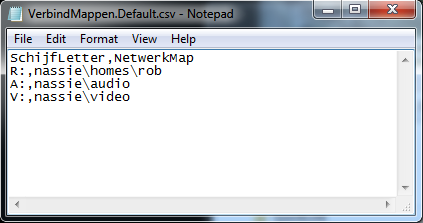 VerbindMappen.Default.csv - Notepad
File Edit Format View Help
SchijfLetter,NetwerkMap
R:,nassie\homes\rob
A:,nassie\audio
V:,nassie\video